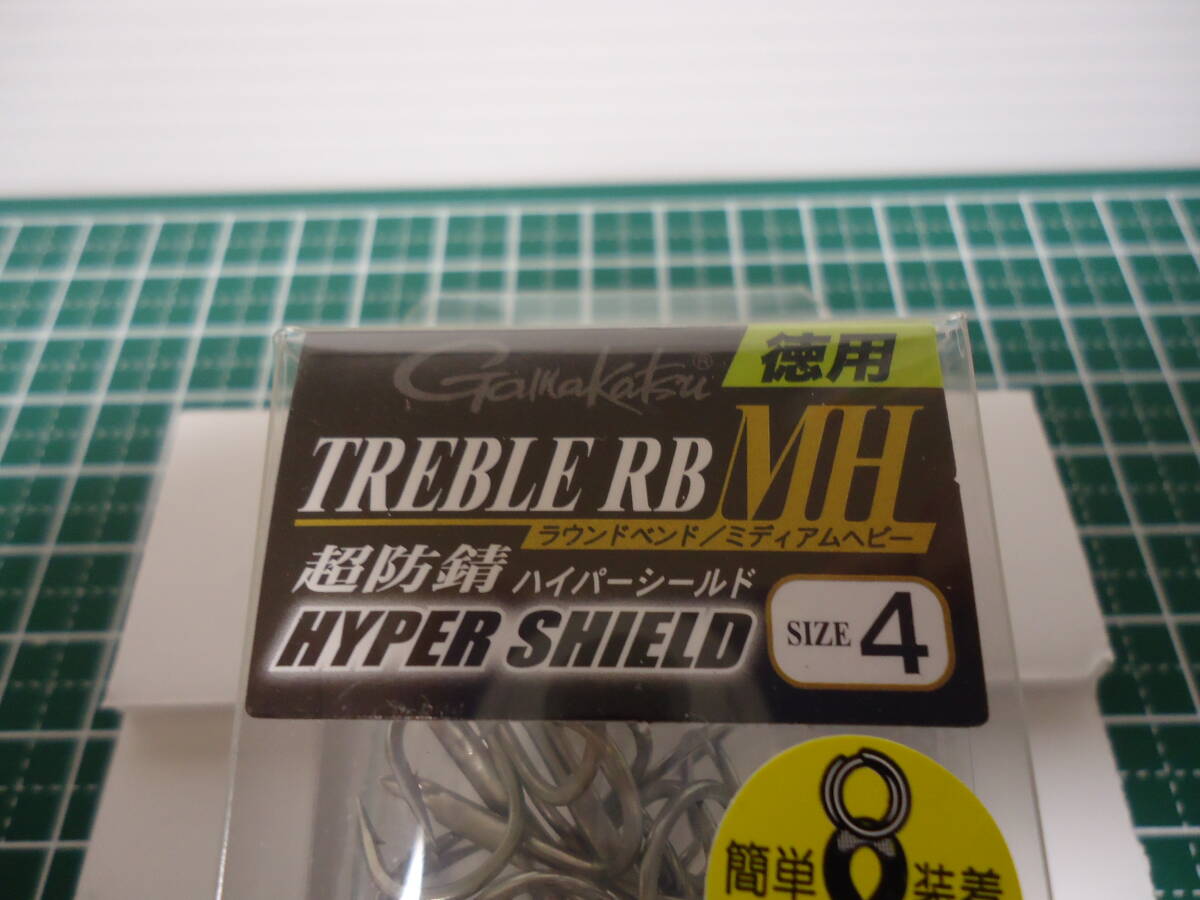 Gamakatsu®
徳用
TREBLE RB MH
ラウンドベンド／ミディアムヘビー
超防錆 ハイパーシールド
HYPER SHIELD
SIZE 4
簡単 装着